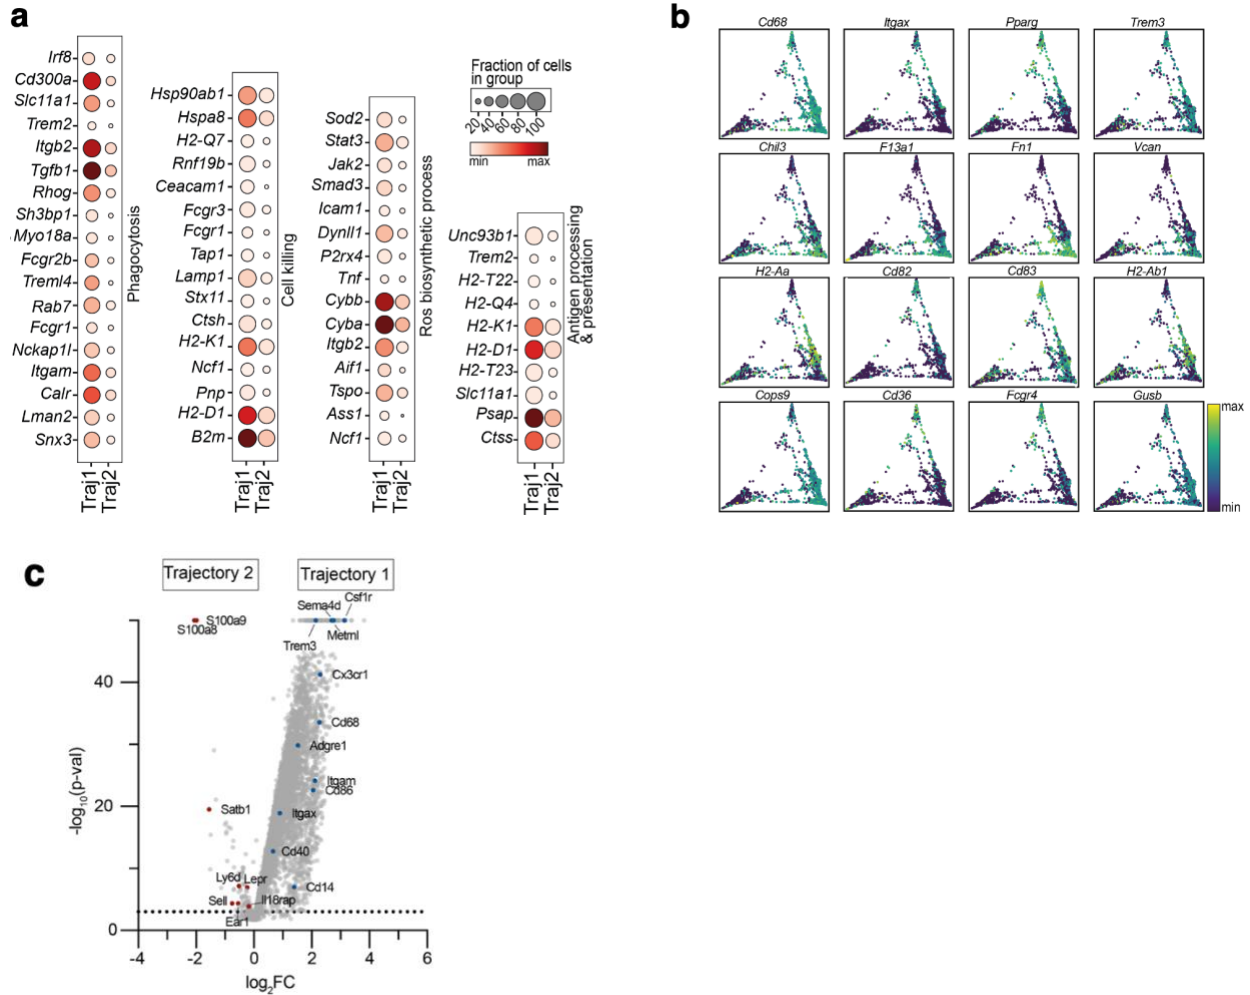 a
Irf8
Cd300a
Slc11a1
Trem2
Itgb2
Tgfb1
Rhog
Sh3bp1
Myo18a
Fcgr2b
Treml4
Rab7
Fcgr1
Nckap1l
Itgam
Calr
Lman2
Snx3
Phagocytosis
Traj1
Traj2
Hsp90ab1
Hspa8
H2-Q7
Rnf19b
Ceacam1
Fcgr3
Fcgr1
Tap1
Lamp1
Stx11
Ctsh
H2-K1
Ncf1
Pnp
H2-D1
B2m
Cell killing
Traj1
Traj2
Sod2
Stat3
Jak2
Smad3
Icam1
Dynll1
P2rx4
Tnf
Cybb
Cyba
Itgb2
Aif1
Tspo
Ass1
Ncf1
Ros biosynthetic process
Traj1
Traj2
Fraction of cells
in group
20 40 60 80 100
min max
Unc93b1
Trem2
H2-T22
H2-Q4
H2-K1
H2-D1
H2-T23
Slc11a1
Psap
Ctss
Antigen processing
& presentation
Traj1
Traj2
b
Cd68 Itgax Pparg Trem3
Chil3 F13a1 Fn1 Vcan
H2-Aa Cd82 Cd83 H2-Ab1
Cops9 Cd36 Fcgr4 Gusb
max
min
c
Trajectory 2 Trajectory 1
Sema4d Csf1r
S100a9
S100a8
Trem3 Metrnl
Cx3cr1
Cd68
Adgre1
Itgam
Cd86
Satb1
Itgax
Cd40
Ly6d Lepr
Cd14
Sell Il18rap
Ear1
40
20
0
-log10(p-val)
-4 -2 0 2 4 6
log2FC